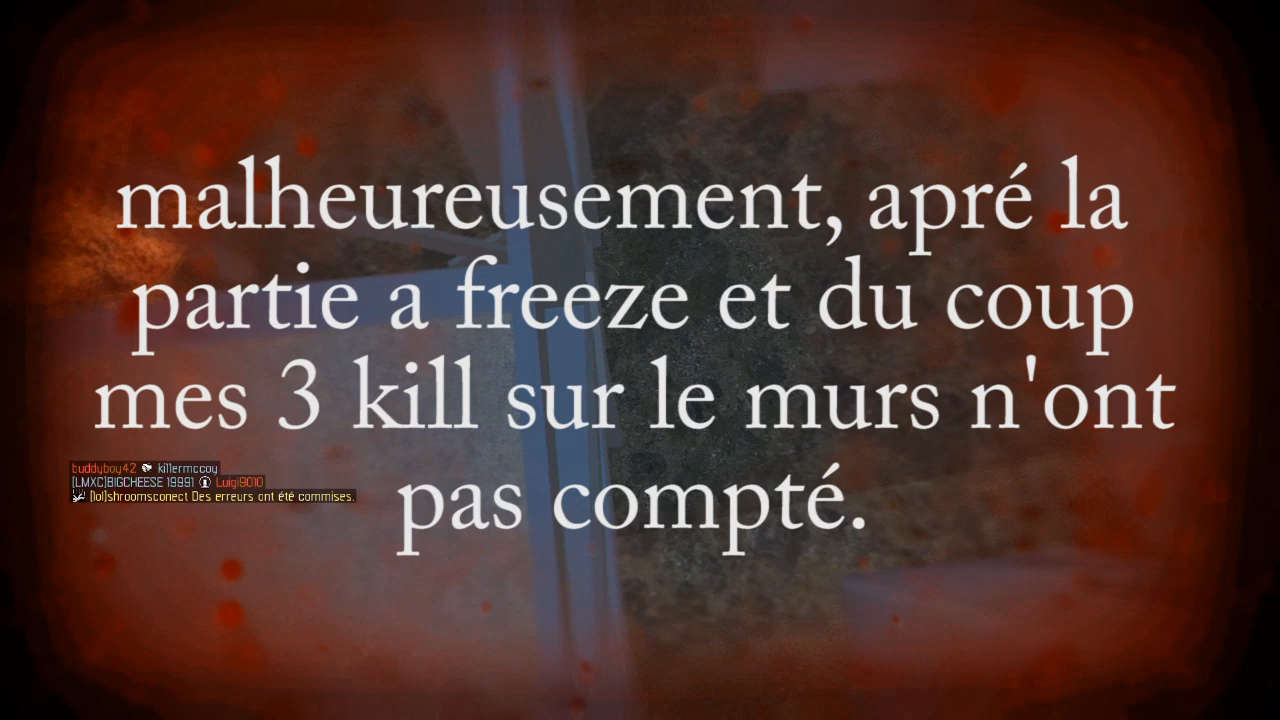 malheureusement, apré la
partie a freeze et du coup
mes 3 kill sur le murs n'ont
pas compté.
buddyboy42 killermccoy
[LMXC]BIGCHEESE 19991 Luigi9010
[lol]shroomsconect Des erreurs ont été commises.